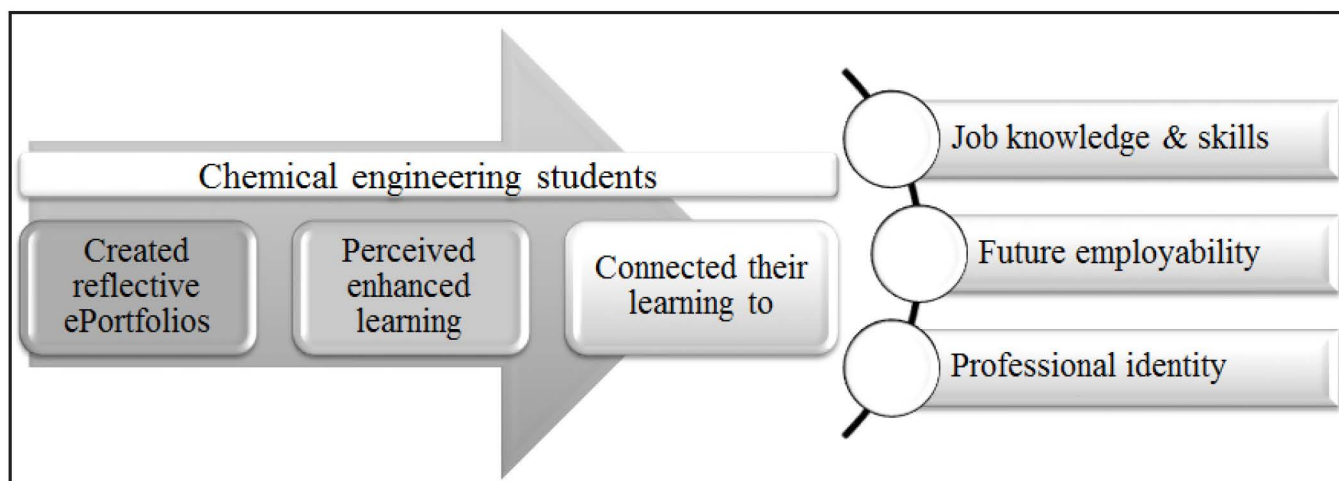 Chemical engineering students
Created
reflective
ePortfolios
Perceived
enhanced
learning
Connected their
learning to
Job knowledge & skills
Future employability
Professional identity